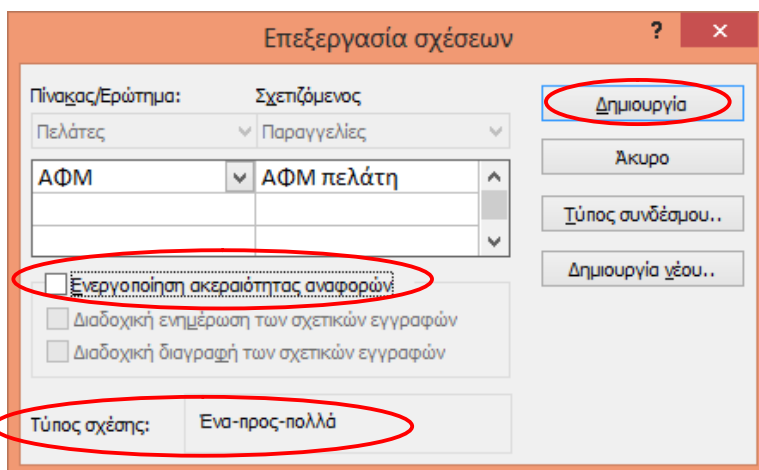 Επεξεργασία σχέσεων ? ×
Πίνακας/Ερώτημα: Σχετιζόμενος
Πελάτες Παραγγελίες
ΑΦΜ ΑΦΜ πελάτη
Ενεργοποίηση ακεραιότητας αναφορών
Διαδοχική ενημέρωση των σχετικών εγγραφών
Διαδοχική διαγραφή των σχετικών εγγραφών
Τύπος σχέσης: Ένα-προς-πολλά
Δημιουργία
Άκυρο
Τύπος συνδέσμου..
Δημιουργία νέου..